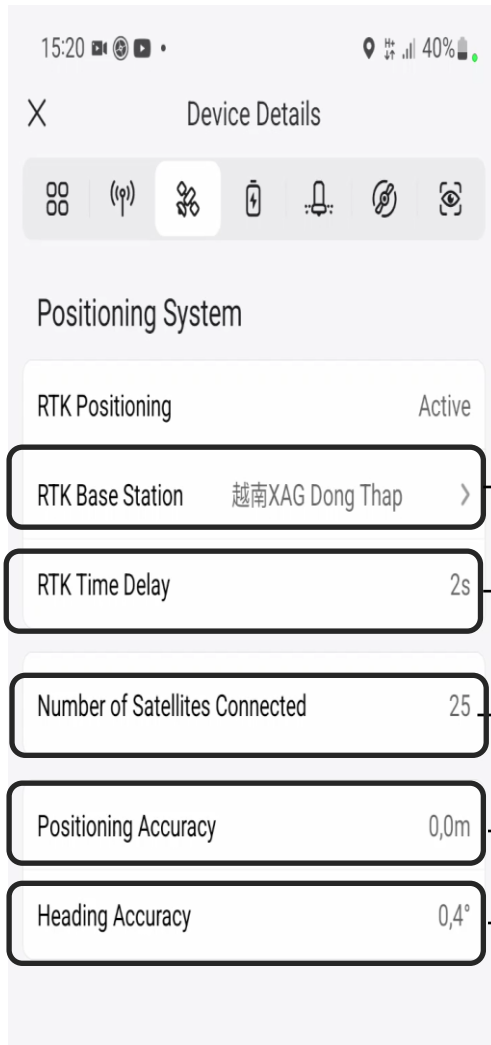 15:20 H+ 40%
Device Details
Positioning System
RTK Positioning Active
RTK Base Station 越南XAG Dong Thap
RTK Time Delay 2s
Number of Satellites Connected 25
Positioning Accuracy 0,0m
Heading Accuracy 0,4°